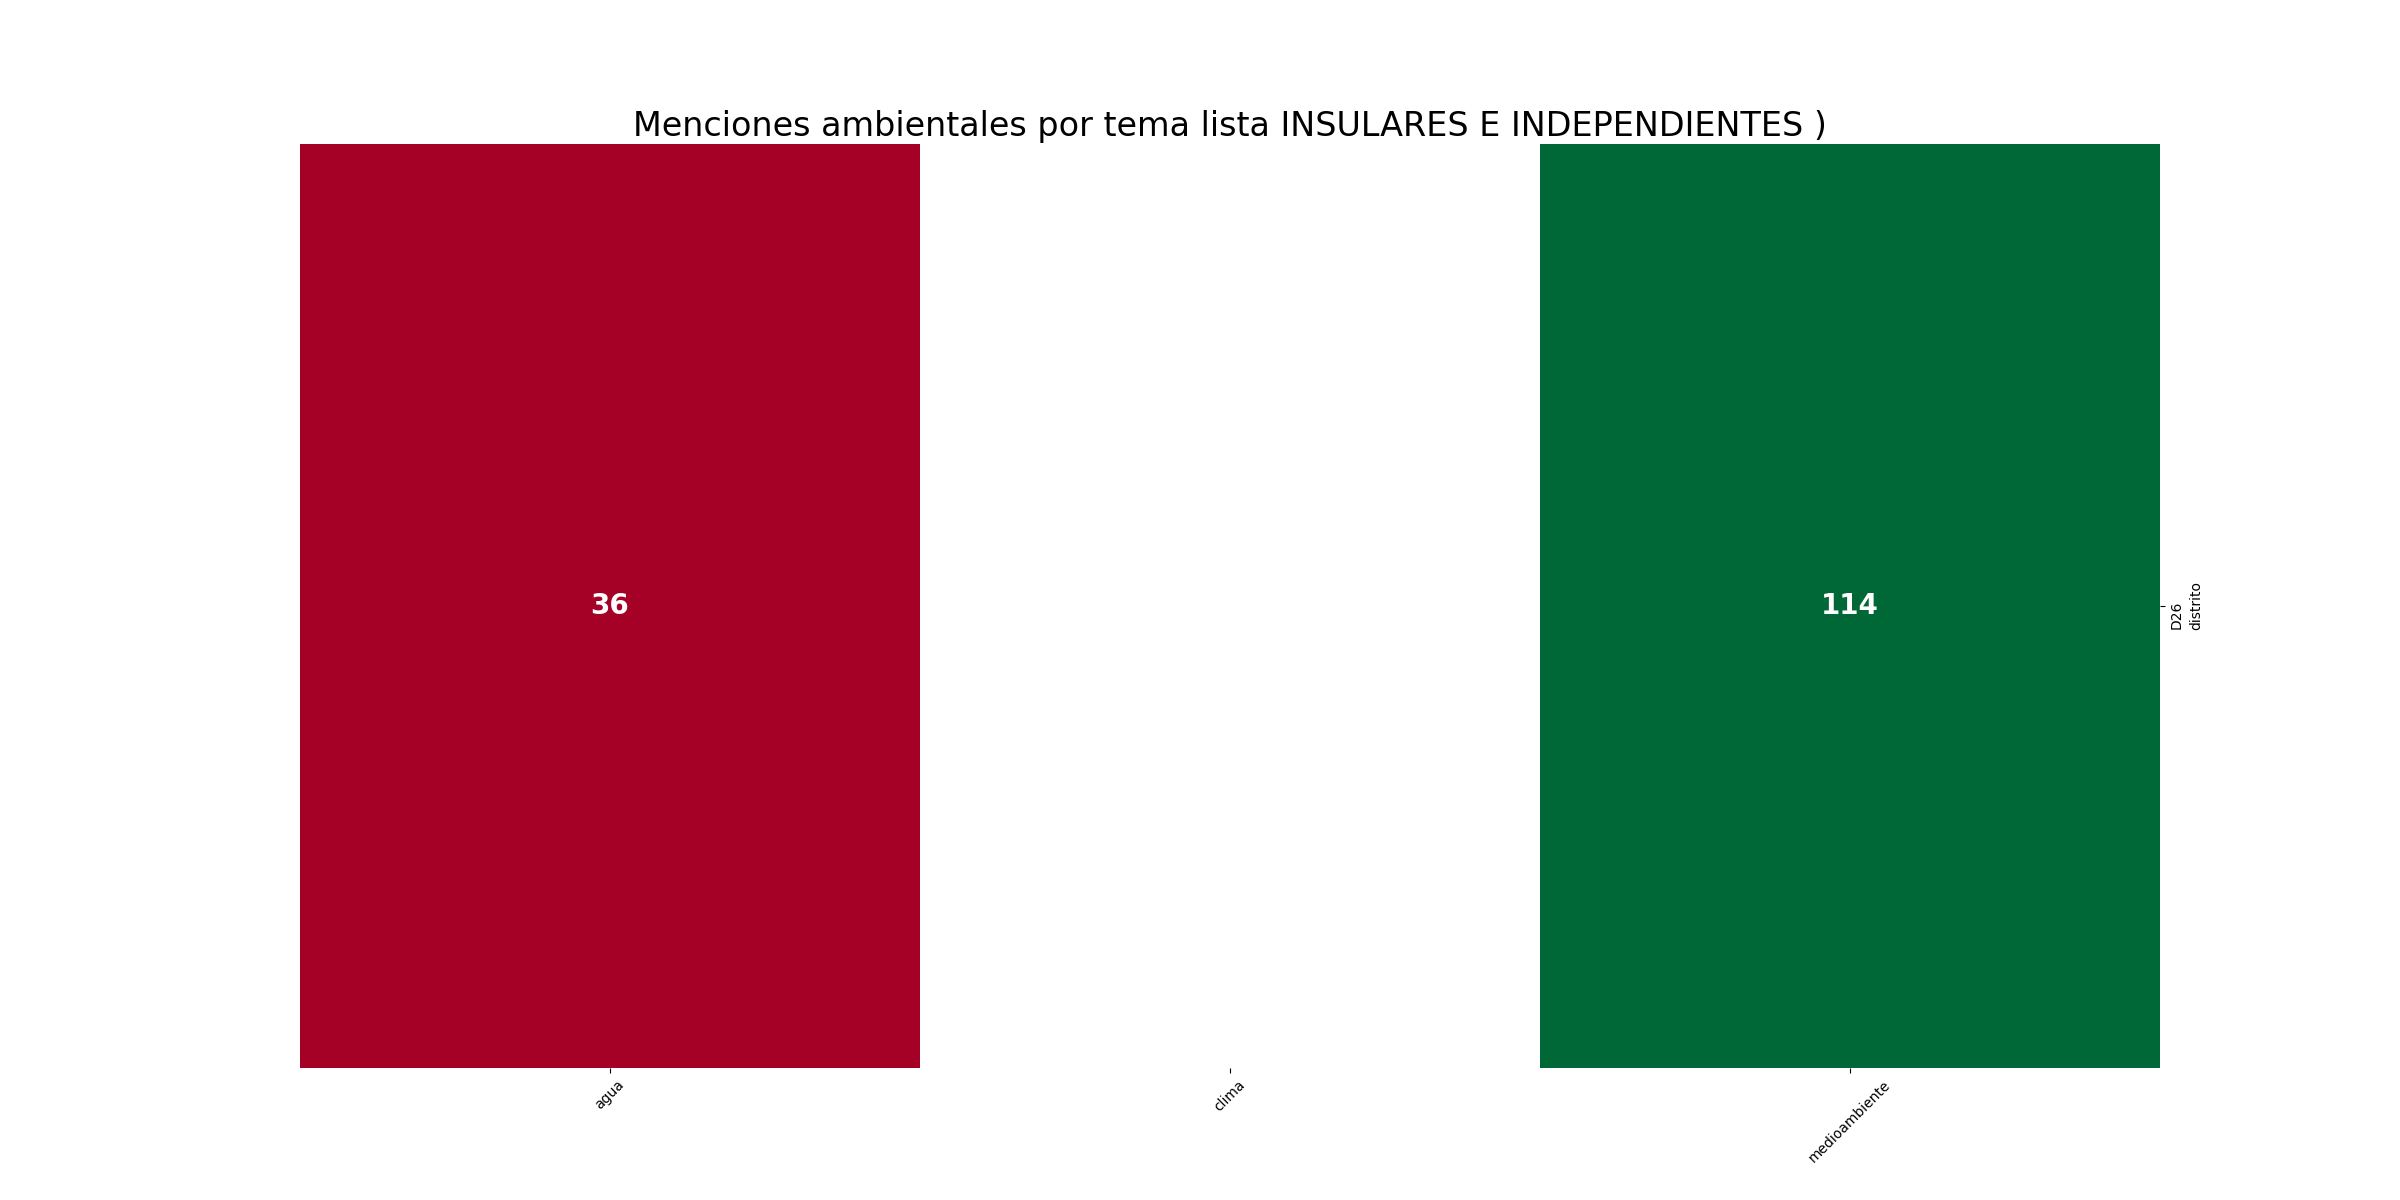 Menciones ambientales por tema lista INSULARES E INDEPENDIENTES )
36
114
D26
distrito
agua
clima
medioambiente